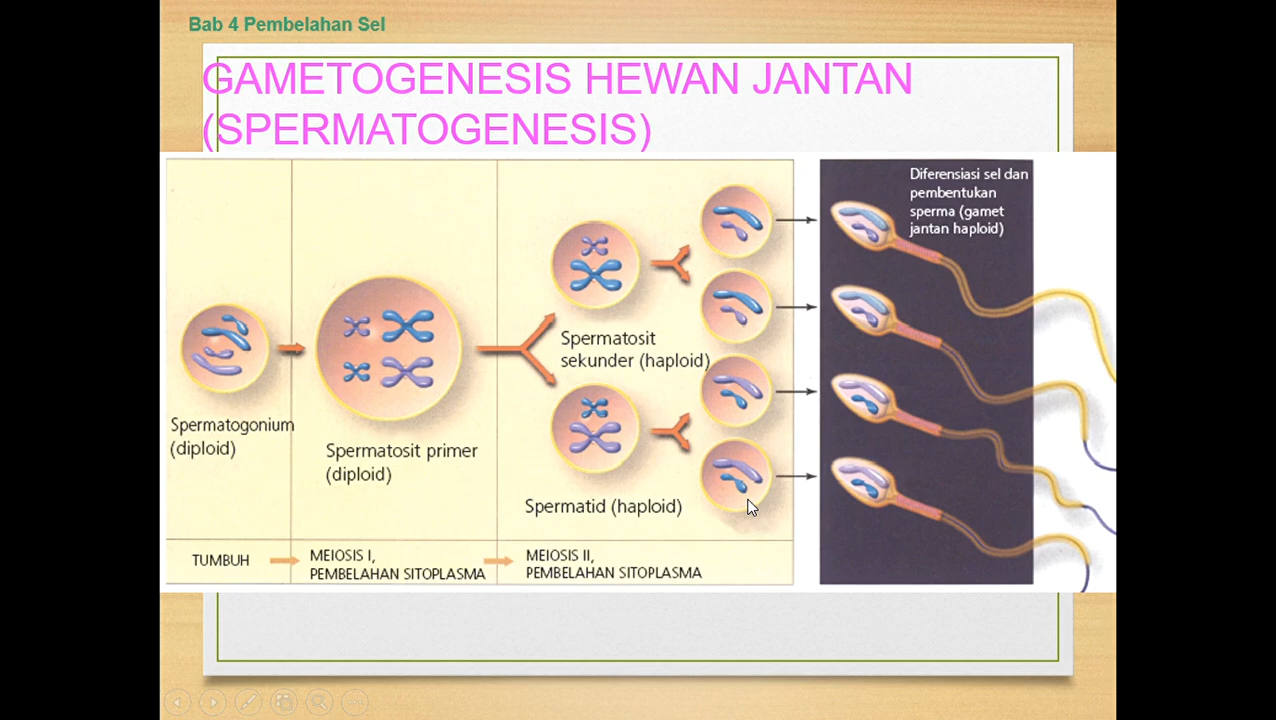 Bab 4 Pembelahan Sel
GAMETOGENESIS HEWAN JANTAN
(SPERMATOGENESIS)
Diferensiasi sel dan
pembentukan
sperma (gamet
jantan haploid)
Spermatosit
sekunder (haploid)
Spermatogonium
(diploid)
Spermatosit primer
(diploid)
Spermatid (haploid)
TUMBUH
MEIOSIS I,
PEMBELAHAN SITOPLASMA
MEIOSIS II,
PEMBELAHAN SITOPLASMA